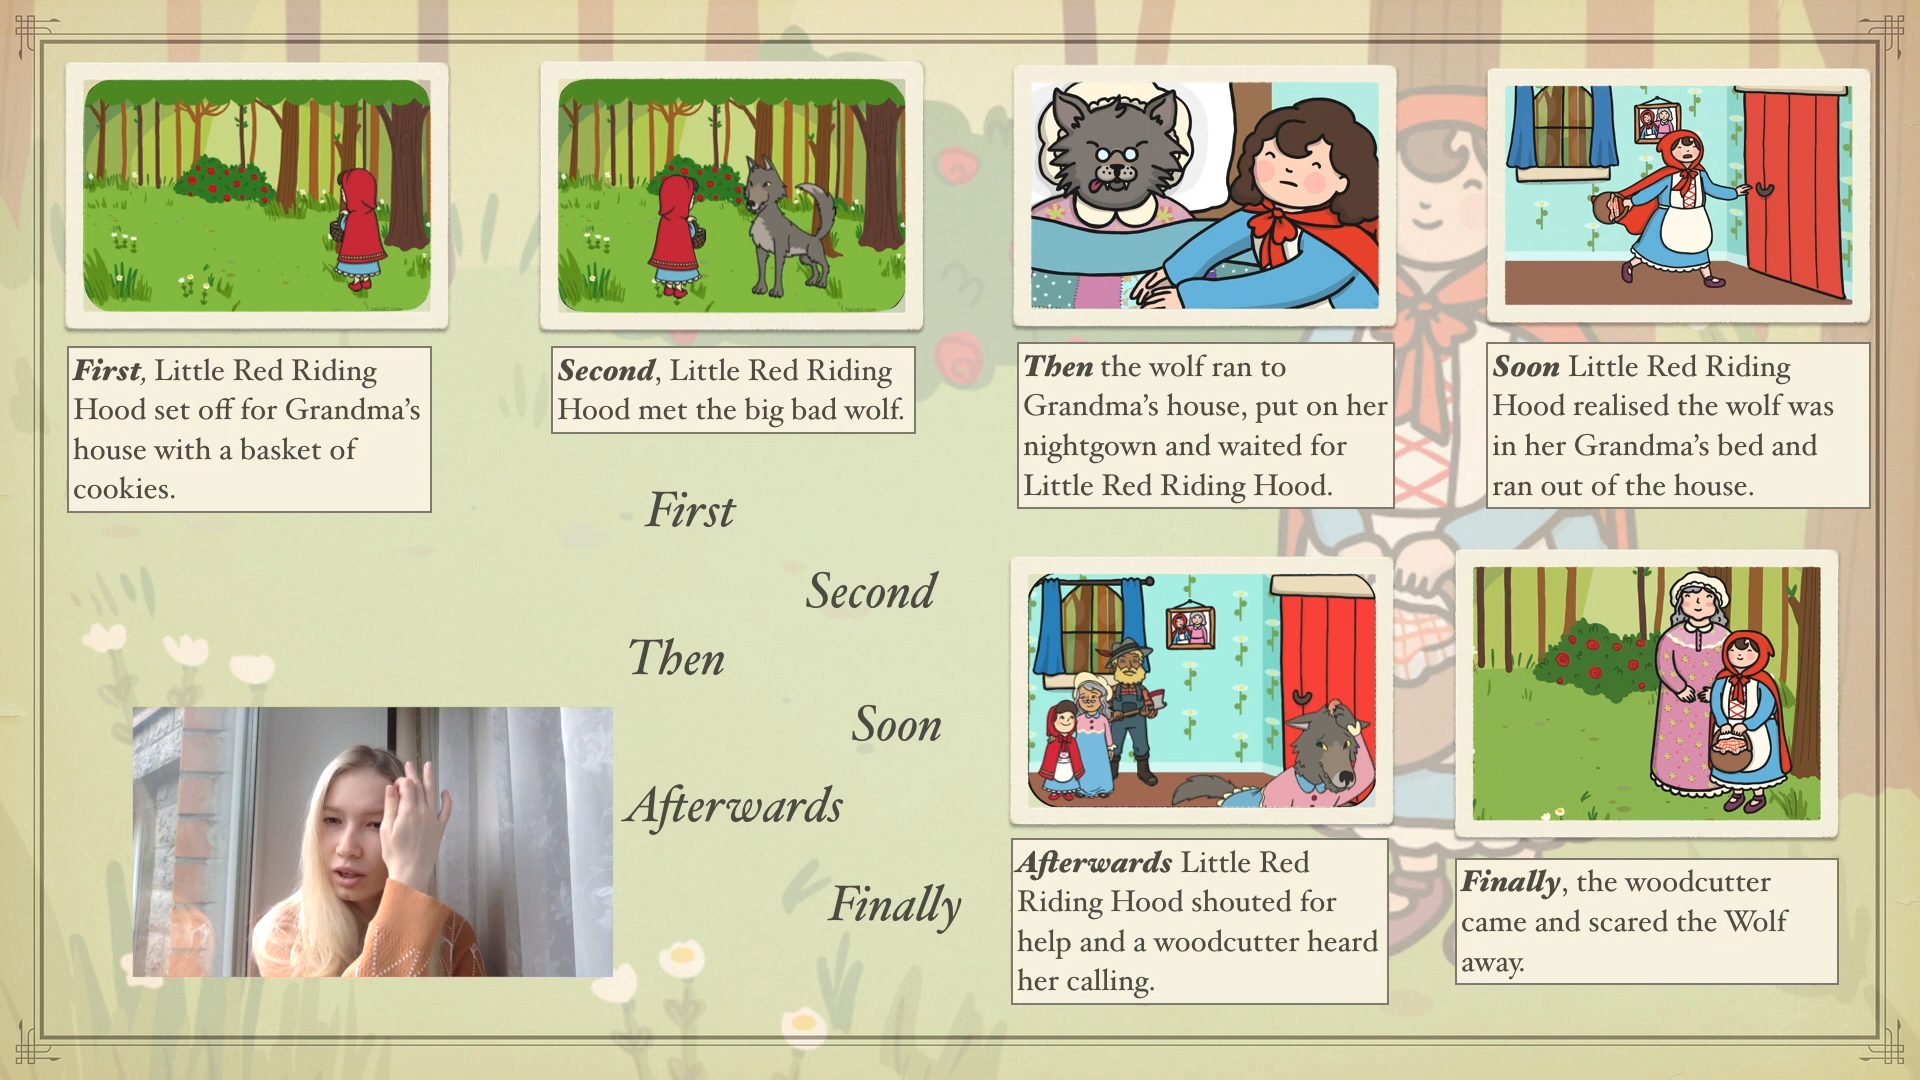 First, Little Red Riding
Hood set off for Grandma's
house with a basket of
cookies.
Second, Little Red Riding
Hood met the big bad wolf.
Then the wolf ran to
Grandma's house, put on her
nightgown and waited for
Little Red Riding Hood.
Soon Little Red Riding
Hood realised the wolf was
in her Grandma's bed and
ran out of the house.
First
Second
Then
Soon
Afterwards
Finally
Afterwards Little Red
Riding Hood shouted for
help and a woodcutter heard
her calling.
Finally, the woodcutter
came and scared the Wolf
away.